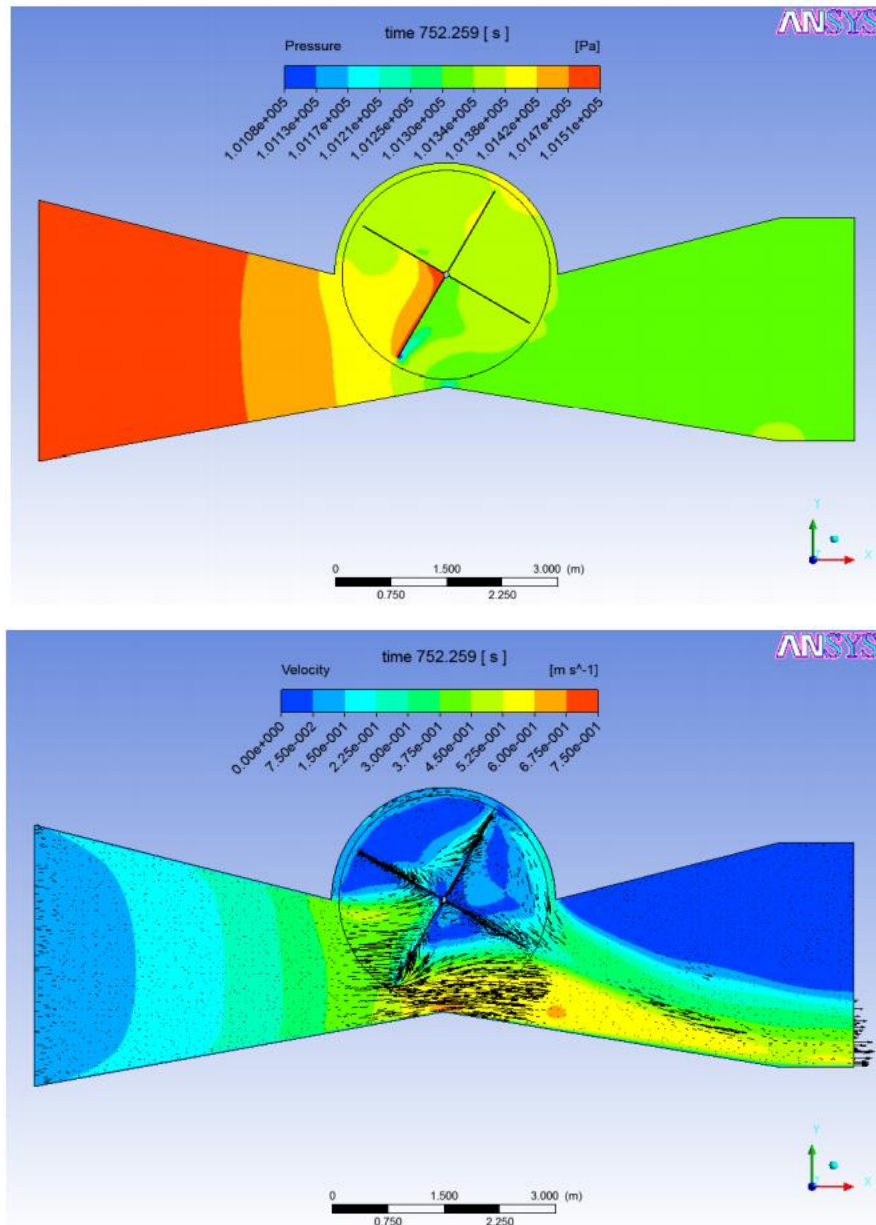 ANSYS
time 752.259 [ s ]
Pressure [Pa]
1.0108e+005
1.0113e+005
1.0117e+005
1.0121e+005
1.0125e+005
1.0130e+005
1.0134e+005
1.0138e+005
1.0142e+005
1.0147e+005
1.0151e+005
Y
Z X
0 1.500 3.000 (m)
0.750 2.250
ANSYS
time 752.259 [ s ]
Velocity [m s^-1]
0.00e+000
7.50e-002
1.50e-001
2.25e-001
3.00e-001
3.75e-001
4.50e-001
5.25e-001
6.00e-001
6.75e-001
7.50e-001
Y
Z X
0 1.500 3.000 (m)
0.750 2.250